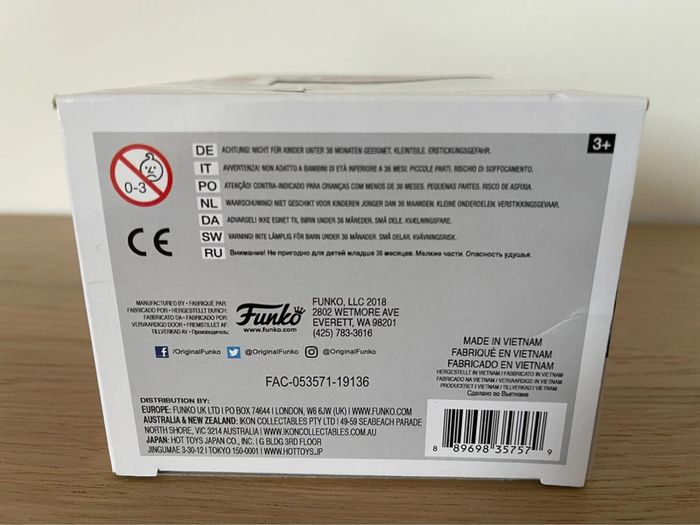 0-3
3+
DE ACHTUNG! NICHT FÜR KINDER UNTER 36 MONATEN GEEIGNET. KLEINTEILE. ERSTICKUNGSGEFAHR.
IT AVVERTENZA! NON ADATTO A BAMBINI DI ETÀ INFERIORE A 36 MESI. PICCOLE PARTI. RISCHIO DI SOFFOCAMENTO.
PO ATENÇÃO! CONTRA-INDICADO PARA CRIANÇAS COM MENOS DE 36 MESES. PEQUENAS PARTES. RISCO DE ASFIXIA.
NL WAARSCHUWING! NIET GESCHIKT VOOR KINDEREN JONGER DAN 36 MAANDEN. KLEINE ONDERDELEN. VERSTIKKINGSGEVAAR.
DA ADVARSEL! IKKE EGNET TIL BØRN UNDER 36 MÅNEDER. SMÅ DELE. KVÆLNINGSFARE.
SW VARNING! INTE LÄMPLIG FÖR BARN UNDER 36 MÅNADER. SMÅ DELAR. KVÄVNINGSRISK.
RU Внимание! Не пригодно для детей младше 36 месяцев. Мелкие части. Опасность удушья.
CE
MANUFACTURED BY • FABRIQUÉ PAR:
FABRICADO POR • HERGESTELLT DURCH:
FABBRICATO DA • FABRICADO POR:
VERVAARDIGD DOOR • FREMSTILLET AF:
TILLVERKAD AV • Производитель:
Funko
www.funko.com
FUNKO, LLC 2018
2802 WETMORE AVE
EVERETT, WA 98201
(425) 783-3616
/OriginalFunko @OriginalFunko @OriginalFunko
MADE IN VIETNAM
FABRIQUÉ EN VIETNAM
FABRICADO EN VIETNAM
HERGESTELLT IN VIETNAM / FABBRICATO IN VIETNAM
FABRICADO NA VIETNAM / VERVAARDIGD IN VIETNAM
PRODUCERET I VIETNAM / TILLVERKAD I VIETNAM
Сделано во Вьетнаме
FAC-053571-19136
DISTRIBUTION BY:
EUROPE: FUNKO UK LTD | PO BOX 74644 | LONDON, W6 6JW (UK) | WWW.FUNKO.COM
AUSTRALIA & NEW ZEALAND: IKON COLLECTABLES PTY LTD | 49-59 SEABEACH PARADE
NORTH SHORE, VIC 3214 AUSTRALIA | WWW.IKONCOLLECTABLES.COM.AU
JAPAN: HOT TOYS JAPAN CO., INC. | G BLDG 3RD FLOOR
JINGUMAE 3-30-12 | TOKYO 150-0001 | WWW.HOTTOYS.JP
8 89698 35757 9